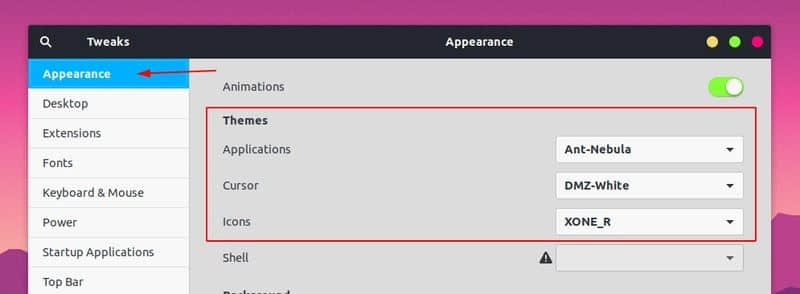 Tweaks
Appearance
Appearance
Desktop
Extensions
Fonts
Keyboard & Mouse
Power
Startup Applications
Top Bar
Animations
Themes
Applications Ant-Nebula
Cursor DMZ-White
Icons XONE_R
Shell
Background